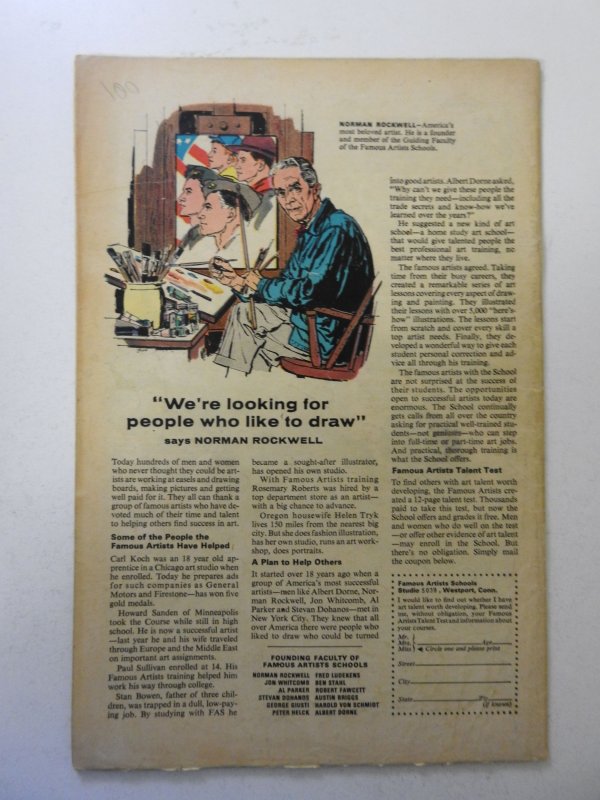 100
NORMAN ROCKWELL—America's
most beloved artist. He is a founder
and member of the Guiding Faculty
of the Famous Artists Schools.
"We're looking for
people who like to draw"
says NORMAN ROCKWELL
Today hundreds of men and women
who never thought they could be art-
ists are working at easels and drawing
boards, making pictures and getting
well paid for it. They all can thank a
group of famous artists who have de-
voted much of their time and talent
to helping others find success in art.
Some of the People the
Famous Artists Have Helped
Carl Koch was an 18 year old ap-
prentice in a Chicago art studio when
he enrolled. Today he prepares ads
for such companies as General
Motors and Firestone—has won five
gold medals.
Howard Sanden of Minneapolis
took the Course while still in high
school. He is now a successful artist
—last year he and his wife traveled
through Europe and the Middle East
on important art assignments.
Paul Sullivan enrolled at 14. His
Famous Artists training helped him
work his way through college.
Stan Bowen, father of three chil-
dren, was trapped in a dull, low-pay-
ing job. By studying with FAS he
became a sought-after illustrator,
has opened his own studio.
With Famous Artists training
Rosemary Roberts was hired by a
top department store as an artist—
with a big chance to advance.
Oregon housewife Helen Tryk
lives 150 miles from the nearest big
city. But she does fashion illustration,
has her own studio, runs an art work-
shop, does portraits.
A Plan to Help Others
It started over 18 years ago when a
group of America's most successful
artists—men like Albert Dorne, Nor-
man Rockwell, Jon Whitcomb, Al
Parker and Stevan Dohanos—met in
New York City. They knew that all
over America there were people who
liked to draw who could be turned
FOUNDING FACULTY OF
FAMOUS ARTISTS SCHOOLS
NORMAN ROCKWELL FRED LUDEKENS
JON WHITCOMB BEN STAHL
AL PARKER ROBERT FAWCETT
STEVAN DOHANOS AUSTIN BRIGGS
GEORGE GIUSTI HAROLD VON SCHMIDT
PETER HELCK ALBERT DORNE
into good artists. Albert Dorne asked,
"Why can't we give these people the
training they need—including all the
trade secrets and know-how we've
learned over the years?"
He suggested a new kind of art
school—a home study art school—
that would give talented people the
best professional art training, no
matter where they live.
The famous artists agreed. Taking
time from their busy careers, they
created a remarkable series of art
lessons covering every aspect of draw-
ing and painting. They illustrated
their lessons with over 5,000 "here's-
how" illustrations. The lessons start
from scratch and cover every skill a
top artist needs. Finally, they de-
veloped a wonderful way to give each
student personal correction and ad-
vice all through his training.
The famous artists with the School
are not surprised at the success of
their students. The opportunities
open to successful artists today are
enormous. The School continually
gets calls from all over the country
asking for practical well-trained stu-
dents—not geniuses—who can step
into full-time or part-time art jobs.
And practical, thorough training is
what the School offers.
Famous Artists Talent Test
To find others with art talent worth
developing, the Famous Artists cre-
ated a 12-page talent test. Thousands
paid to take this test, but now the
School offers and grades it free. Men
and women who do well on the test
—or offer other evidence of art talent
—may enroll in the School. But
there's no obligation. Simply mail
the coupon below.
Famous Artists Schools
Studio 5038, Westport, Conn.
I would like to find out whether I have
art talent worth developing. Please send
me, without obligation, your Famous
Artists Talent Test and information about
your courses.
Mr.
Mrs. Age
Miss Circle one and please print
Street
City
State Zip
(if known)